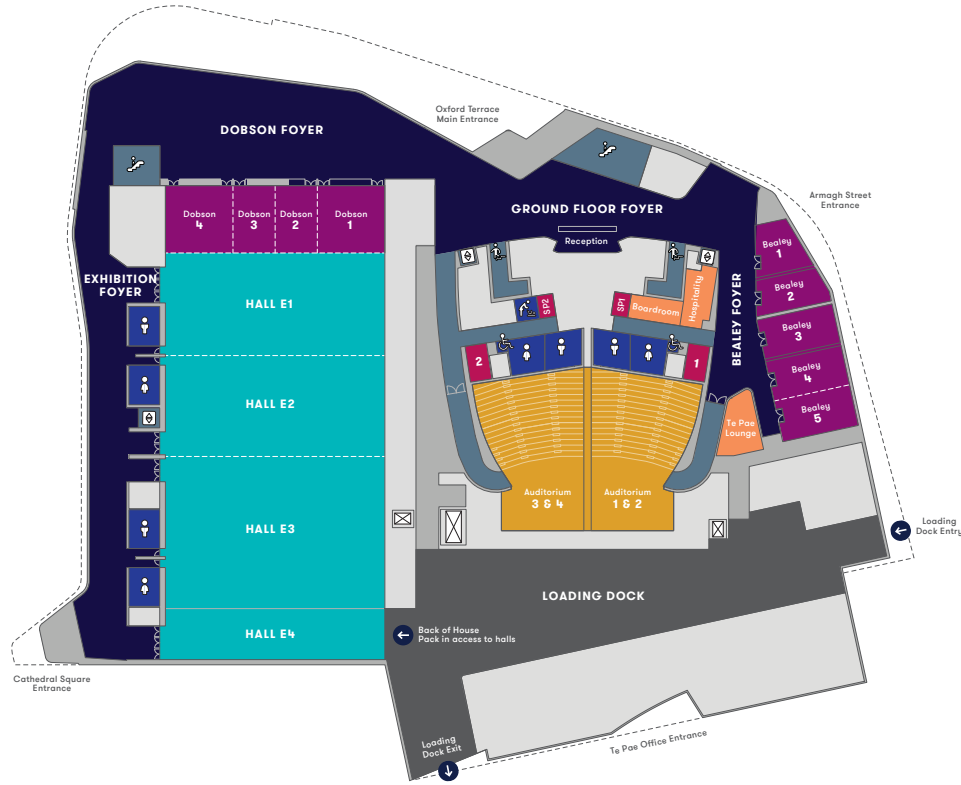 Oxford Terrace
Main Entrance
DOBSON FOYER
Armagh Street
Entrance
Dobson
4
Dobson
3
Dobson
2
Dobson
1
GROUND FLOOR FOYER
Reception
Bealey
1
Bealey
2
Bealey
3
Bealey
4
Bealey
5
EXHIBITION
FOYER
HALL E1
HALL E2
HALL E3
HALL E4
SP2
SP1
Boardroom
Hospitality
BEALEY FOYER
2
1
Te Pae
Lounge
Auditorium
3 & 4
Auditorium
1 & 2
Loading
Dock Entry
LOADING DOCK
Back of House
Pack in access to halls
Cathedral Square
Entrance
Loading
Dock Exit
Te Pae Office Entrance